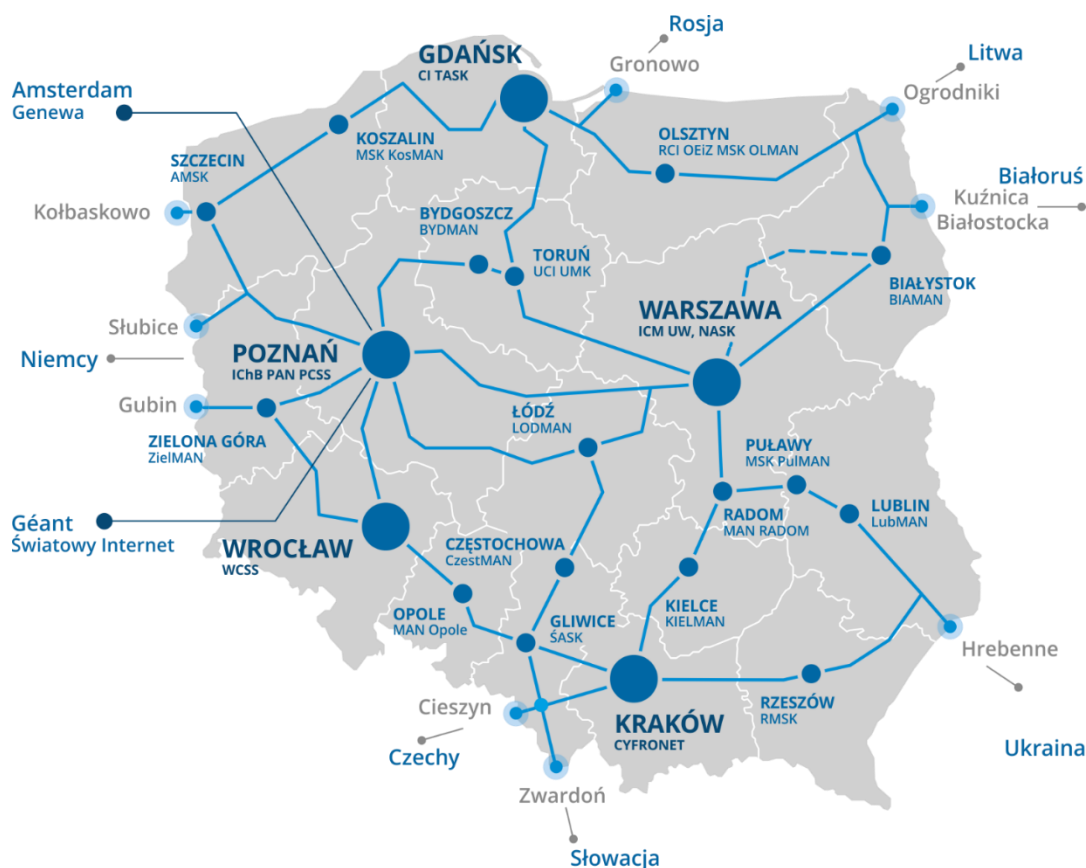 Rosja
GDAŃSK
CI TASK
Gronowo
Litwa
Ogrodniki
Amsterdam
Genewa
KOSZALIN
MSK KosMAN
OLSZTYN
RCI OEiZ MSK OLMAN
SZCZECIN
AMSK
Białoruś
Kuźnica
Białostocka
Kołbaskowo
BYDGOSZCZ
BYDMAN
TORUŃ
UCI UMK
BIAŁYSTOK
BIAMAN
WARSZAWA
ICM UW, NASK
Słubice
POZNAŃ
IChB PAN PCSS
Niemcy
Gubin
ŁÓDŹ
LODMAN
ZIELONA GÓRA
ZielMAN
PUŁAWY
MSK PulMAN
LUBLIN
LubMAN
RADOM
MAN RADOM
Géant
Światowy Internet
WROCŁAW
WCSS
CZĘSTOCHOWA
CzestMAN
OPOLE
MAN Opole
GLIWICE
ŚASK
KIELCE
KIELMAN
Hrebenne
Cieszyn
RZESZÓW
RMSK
KRAKÓW
CYFRONET
Czechy
Ukraina
Zwardoń
Słowacja